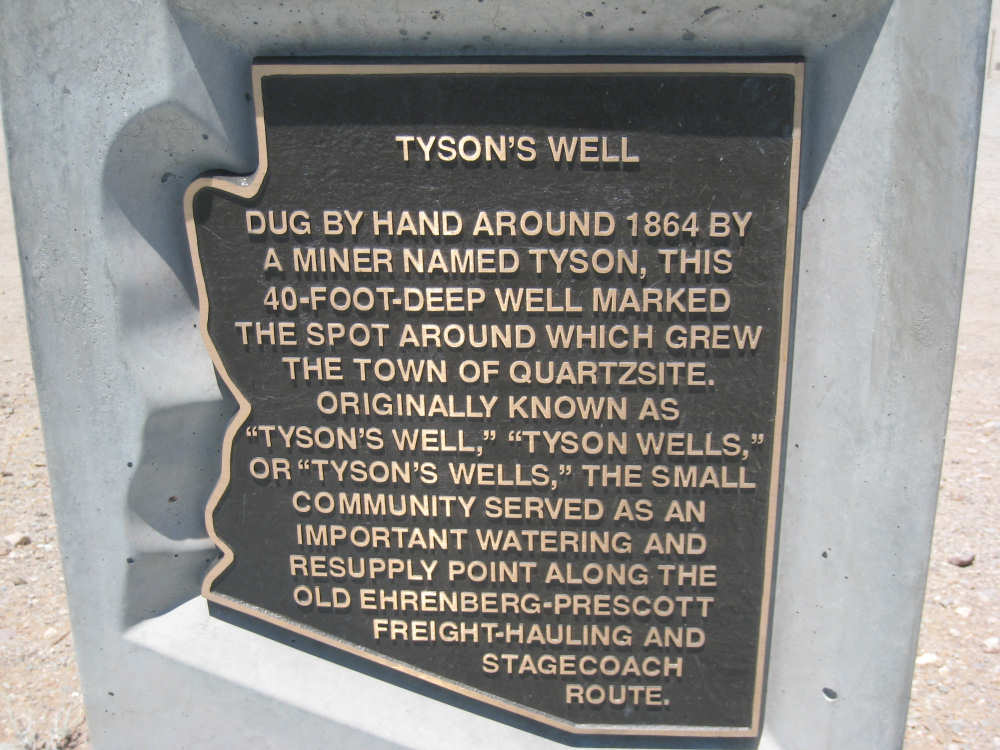 TYSON'S WELL
DUG BY HAND AROUND 1864 BY
A MINER NAMED TYSON, THIS
40-FOOT-DEEP WELL MARKED
THE SPOT AROUND WHICH GREW
THE TOWN OF QUARTZSITE.
ORIGINALLY KNOWN AS
“TYSON'S WELL,” “TYSON WELLS,”
OR “TYSON'S WELLS,” THE SMALL
COMMUNITY SERVED AS AN
IMPORTANT WATERING AND
RESUPPLY POINT ALONG THE
OLD EHRENBERG-PRESCOTT
FREIGHT-HAULING AND
STAGECOACH
ROUTE.